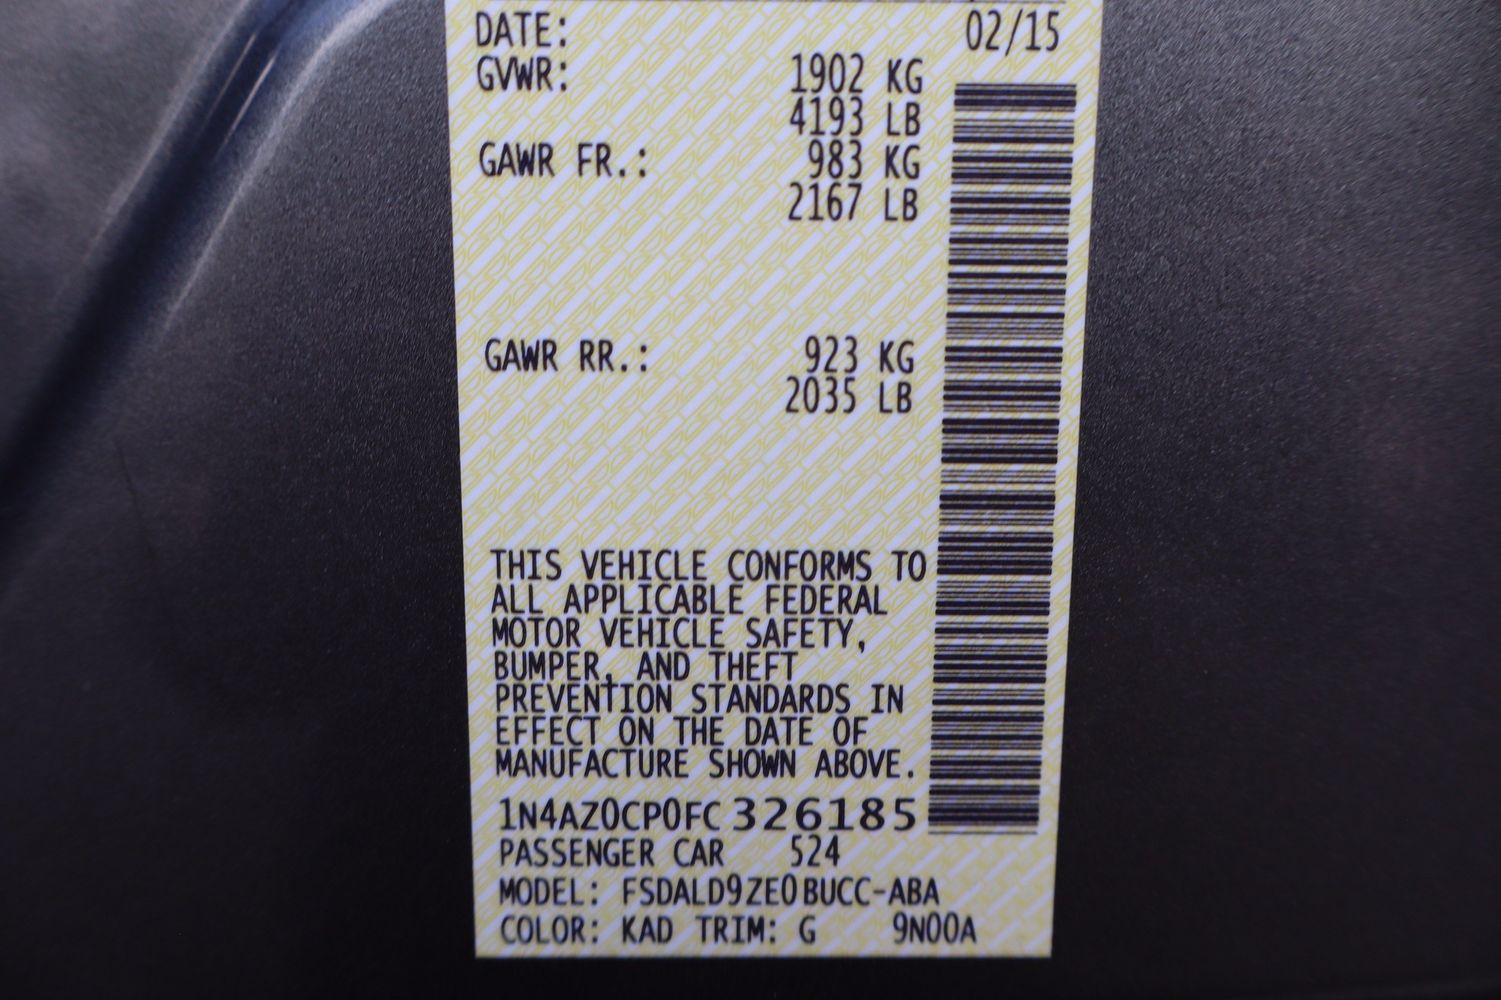 DATE: 02/15
GVWR: 1902 KG
4193 LB
GAWR FR.: 983 KG
2167 LB
GAWR RR.: 923 KG
2035 LB
THIS VEHICLE CONFORMS TO
ALL APPLICABLE FEDERAL
MOTOR VEHICLE SAFETY,
BUMPER, AND THEFT
PREVENTION STANDARDS IN
EFFECT ON THE DATE OF
MANUFACTURE SHOWN ABOVE.
1N4AZ0CP0FC326185
PASSENGER CAR 524
MODEL: FSDALD9ZE0BUCC-ABA
COLOR: KAD TRIM: G 9N00A